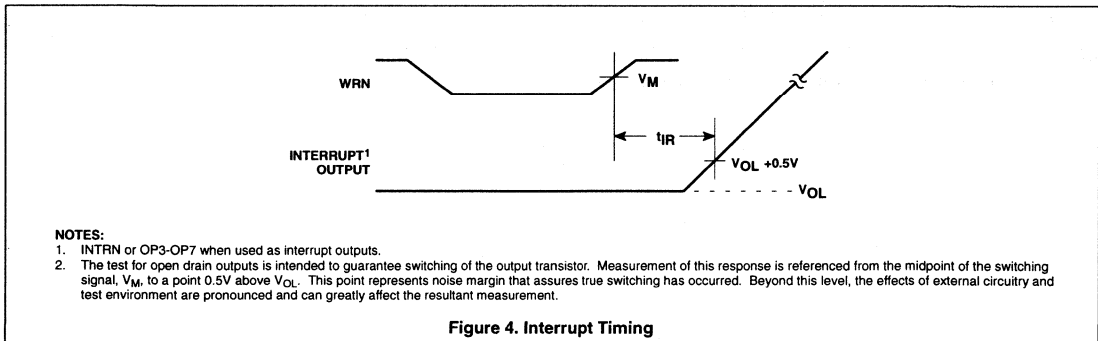 WRN
VM
tIR
INTERRUPT1
OUTPUT
VOL +0.5V
VOL
NOTES:
1. INTRN or OP3-OP7 when used as interrupt outputs.
2. The test for open drain outputs is intended to guarantee switching of the output transistor. Measurement of this response is referenced from the midpoint of the switching
signal, VM, to a point 0.5V above VOL. This point represents noise margin that assures true switching has occurred. Beyond this level, the effects of external circuitry and
test environment are pronounced and can greatly affect the resultant measurement.
Figure 4. Interrupt Timing